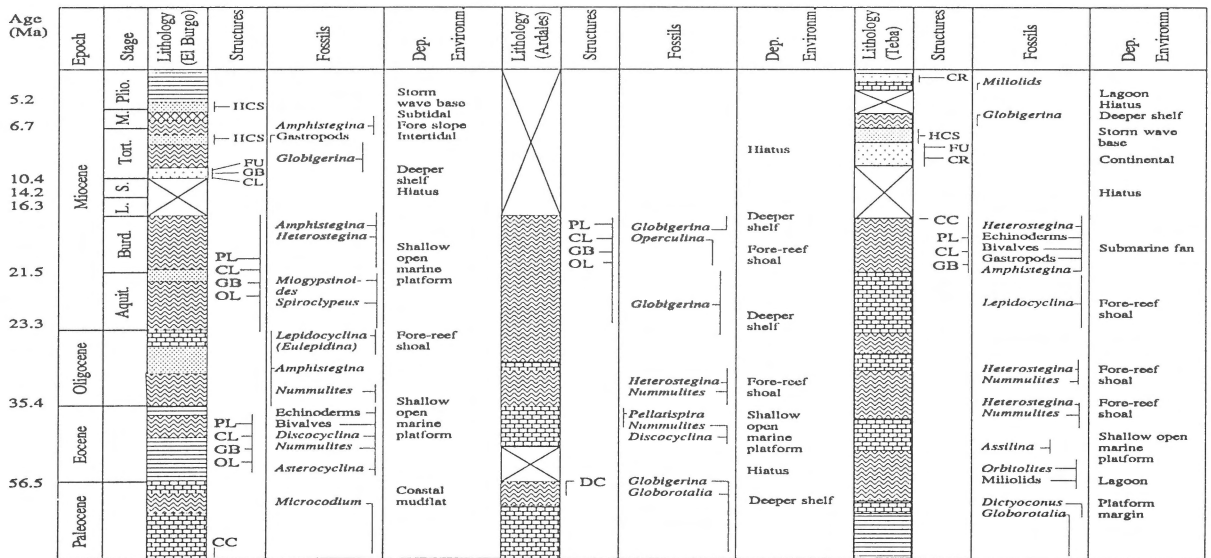 Age
(Ma)
5.2
6.7
10.4
14.2
16.3
21.5
23.3
35.4
56.5
Epoch
Miocene
Oligocene
Eocene
Paleocene
Stage
Plio.
M.
Tort.
S.
L.
Burd.
Aquit.
Lithology
(El Burgo)
Structures
HCS
HCS
FU
GB
CL
PL
CL
GB
OL
PL
CL
GB
OL
CC
Fossils
Amphistegina
Gastropods
Globigerina
Amphistegina
Heterostegina
Miogypsinoi-
des
Spiroclypeus
Lepidocyclina
(Eulepidina)
Amphistegina
Nummulites
Echinoderms
Bivalves
Discocyclina
Nummulites
Asterocyclina
Microcodium
Dep.
Environm.
Storm
wave base
Subtidal
Fore slope
Intertidal
Deeper
shelf
Hiatus
Shallow
open
marine
platform
Fore-reef
shoal
Shallow
open
marine
platform
Coastal
mudflat
Lithology
(Ardales)
Structures
PL
CL
GB
OL
DC
Fossils
Globigerina
Operculina
Globigerina
Heterostegina
Nummulites
Pellatispira
Nummulites
Discocyclina
Globigerina
Globorotalia
Dep.
Environm.
Hiatus
Deeper
shelf
Fore-reef
shoal
Deeper
shelf
Fore-reef
shoal
Shallow
open
marine
platform
Hiatus
Deeper shelf
Lithology
(Teba)
Structures
CR
HCS
FU
CR
CC
PL
CL
GB
Fossils
Miliolids
Globigerina
Heterostegina
Echinoderms
Bivalves
Gastropods
Amphistegina
Lepidocyclina
Heterostegina
Nummulites
Heterostegina
Nummulites
Assilina
Orbitolites
Miliolids
Dictyoconus
Globorotalia
Dep.
Environm.
Lagoon
Hiatus
Deeper shelf
Storm wave
base
Continental
Hiatus
Submarine fan
Fore-reef
shoal
Fore-reef
shoal
Fore-reef
shoal
Shallow open
marine
platform
Lagoon
Platform
margin